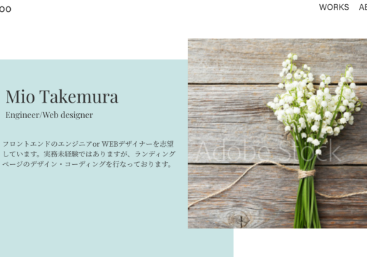 WORKS
Mio Takemura
Engineer/Web designer
フロントエンドのエンジニアor WEBデザイナーを志望
しています。実務未経験ではありますが、ランディング
ページのデザイン・コーディングを行なっております。
Adobe Stock